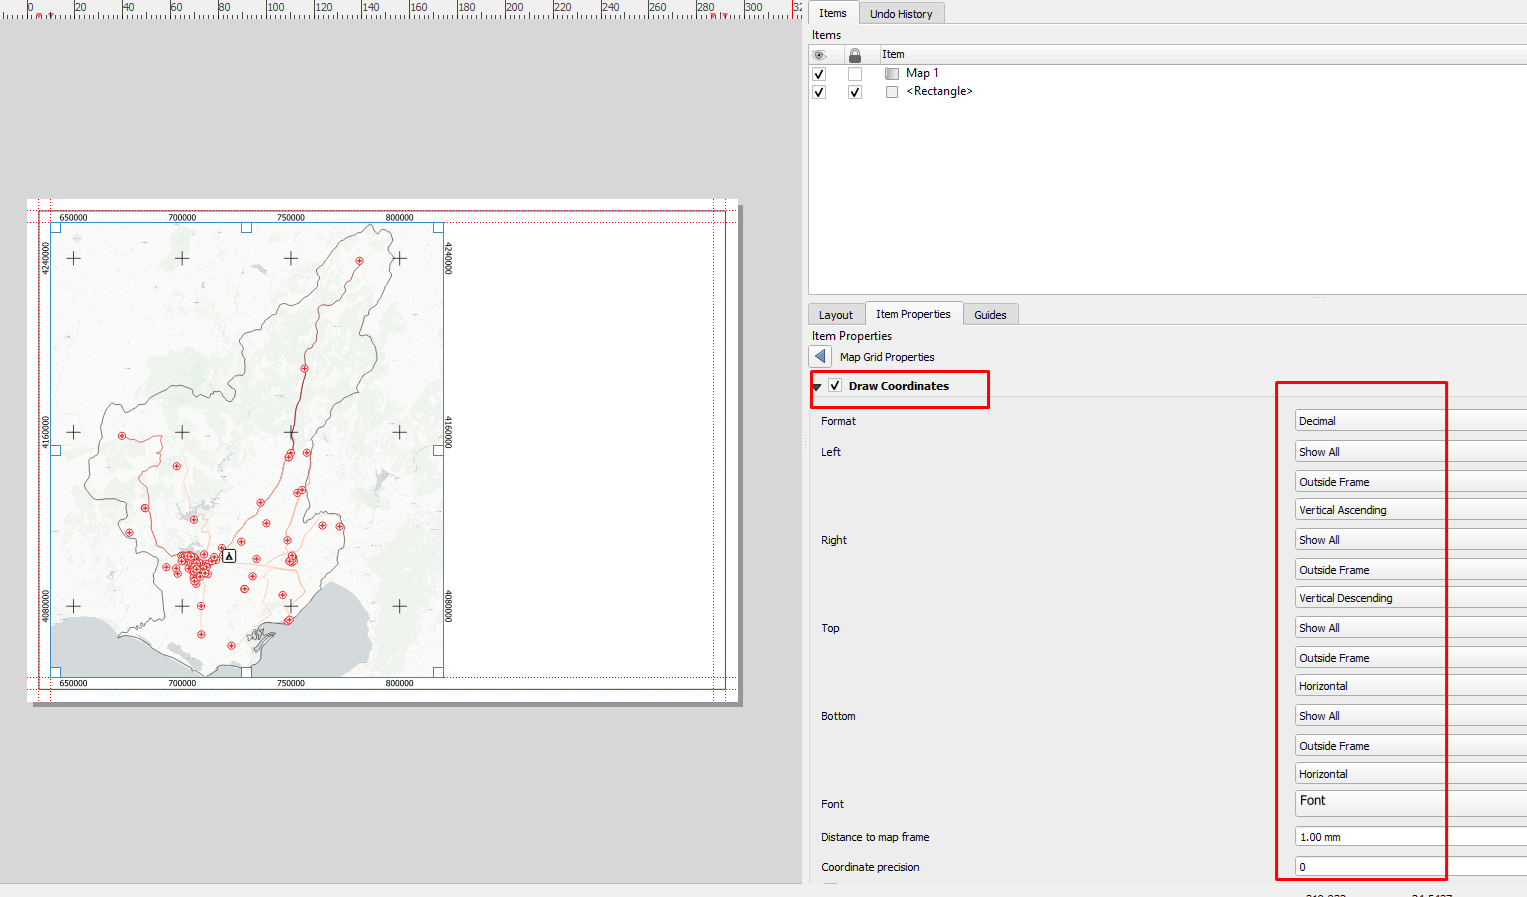 0 20 40 60 80 100 120 140 160 180 200 220 240 260 280 300
650000 700000 750000 800000
4240000 4240000
4160000 4160000
4080000 4080000
650000 700000 750000 800000
Items Undo History
Items
Item
Map 1
<Rectangle>
Layout Item Properties Guides
Item Properties
Map Grid Properties
Draw Coordinates
Format Decimal
Left Show All
Outside Frame
Vertical Ascending
Right Show All
Outside Frame
Vertical Descending
Top Show All
Outside Frame
Horizontal
Bottom Show All
Outside Frame
Horizontal
Font Font
Distance to map frame 1.00 mm
Coordinate precision 0